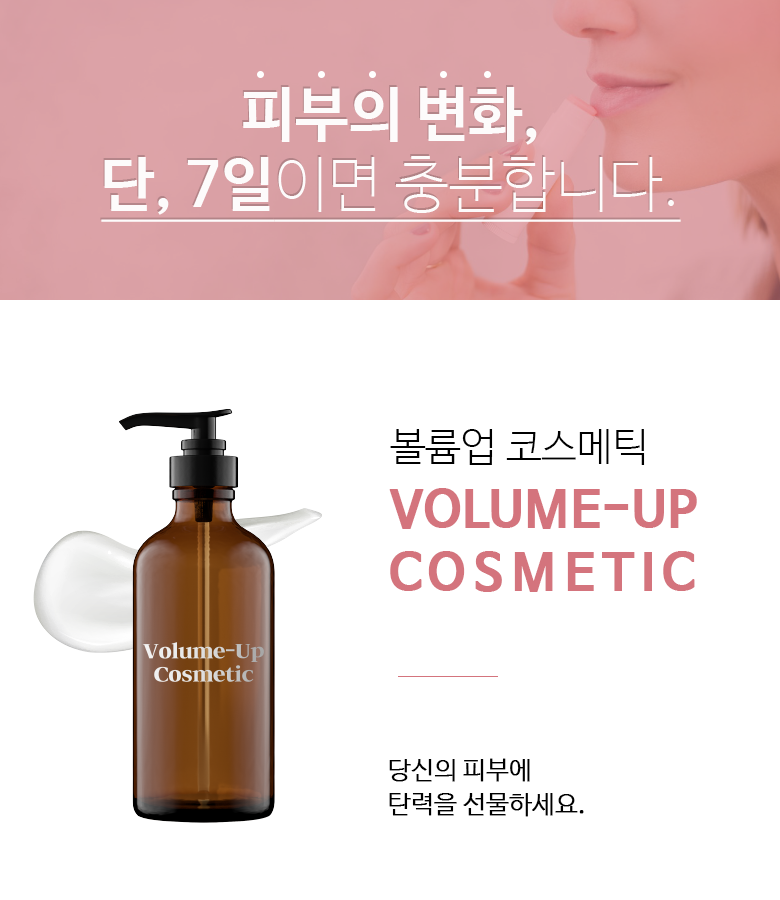 피부의 변화,
단, 7일이면 충분합니다.
볼륨업 코스메틱
VOLUME-UP
COSMETIC
Volume-Up
Cosmetic
당신의 피부에
탄력을 선물하세요.